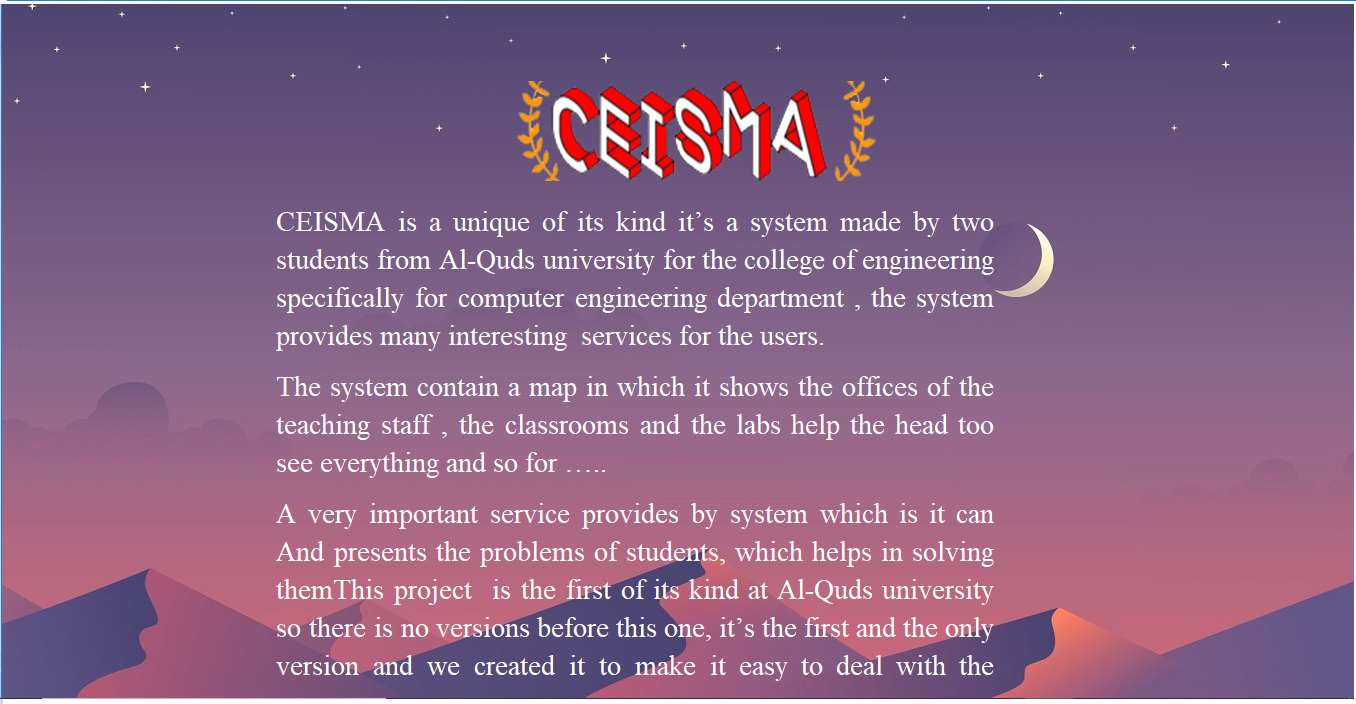 CEISMA
CEISMA is a unique of its kind it’s a system made by two
students from Al-Quds university for the college of engineering
specifically for computer engineering department , the system
provides many interesting  services for the users.
The system contain a map in which it shows the offices of the
teaching staff , the classrooms and the labs help the head too
see everything and so for …..
A very important service provides by system which is it can
And presents the problems of students, which helps in solving
themThis project  is the first of its kind at Al-Quds university
so there is no versions before this one, it’s the first and the only
version and we created it to make it easy to deal with the